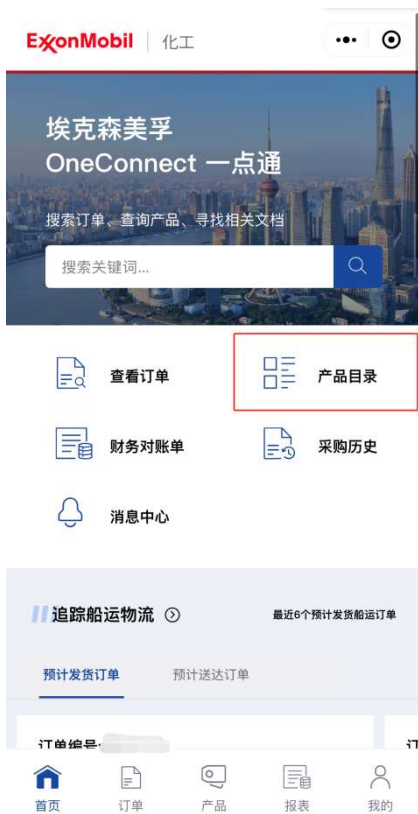 ExxonMobil 化工
埃克森美孚
OneConnect 一点通
搜索订单、查询产品、寻找相关文档
搜索关键词...
查看订单
产品目录
财务对账单
采购历史
消息中心
追踪船运物流
最近6个预计发货船运订单
预计发货订单
预计送达订单
订单编号:
首页
订单
产品
报表
我的